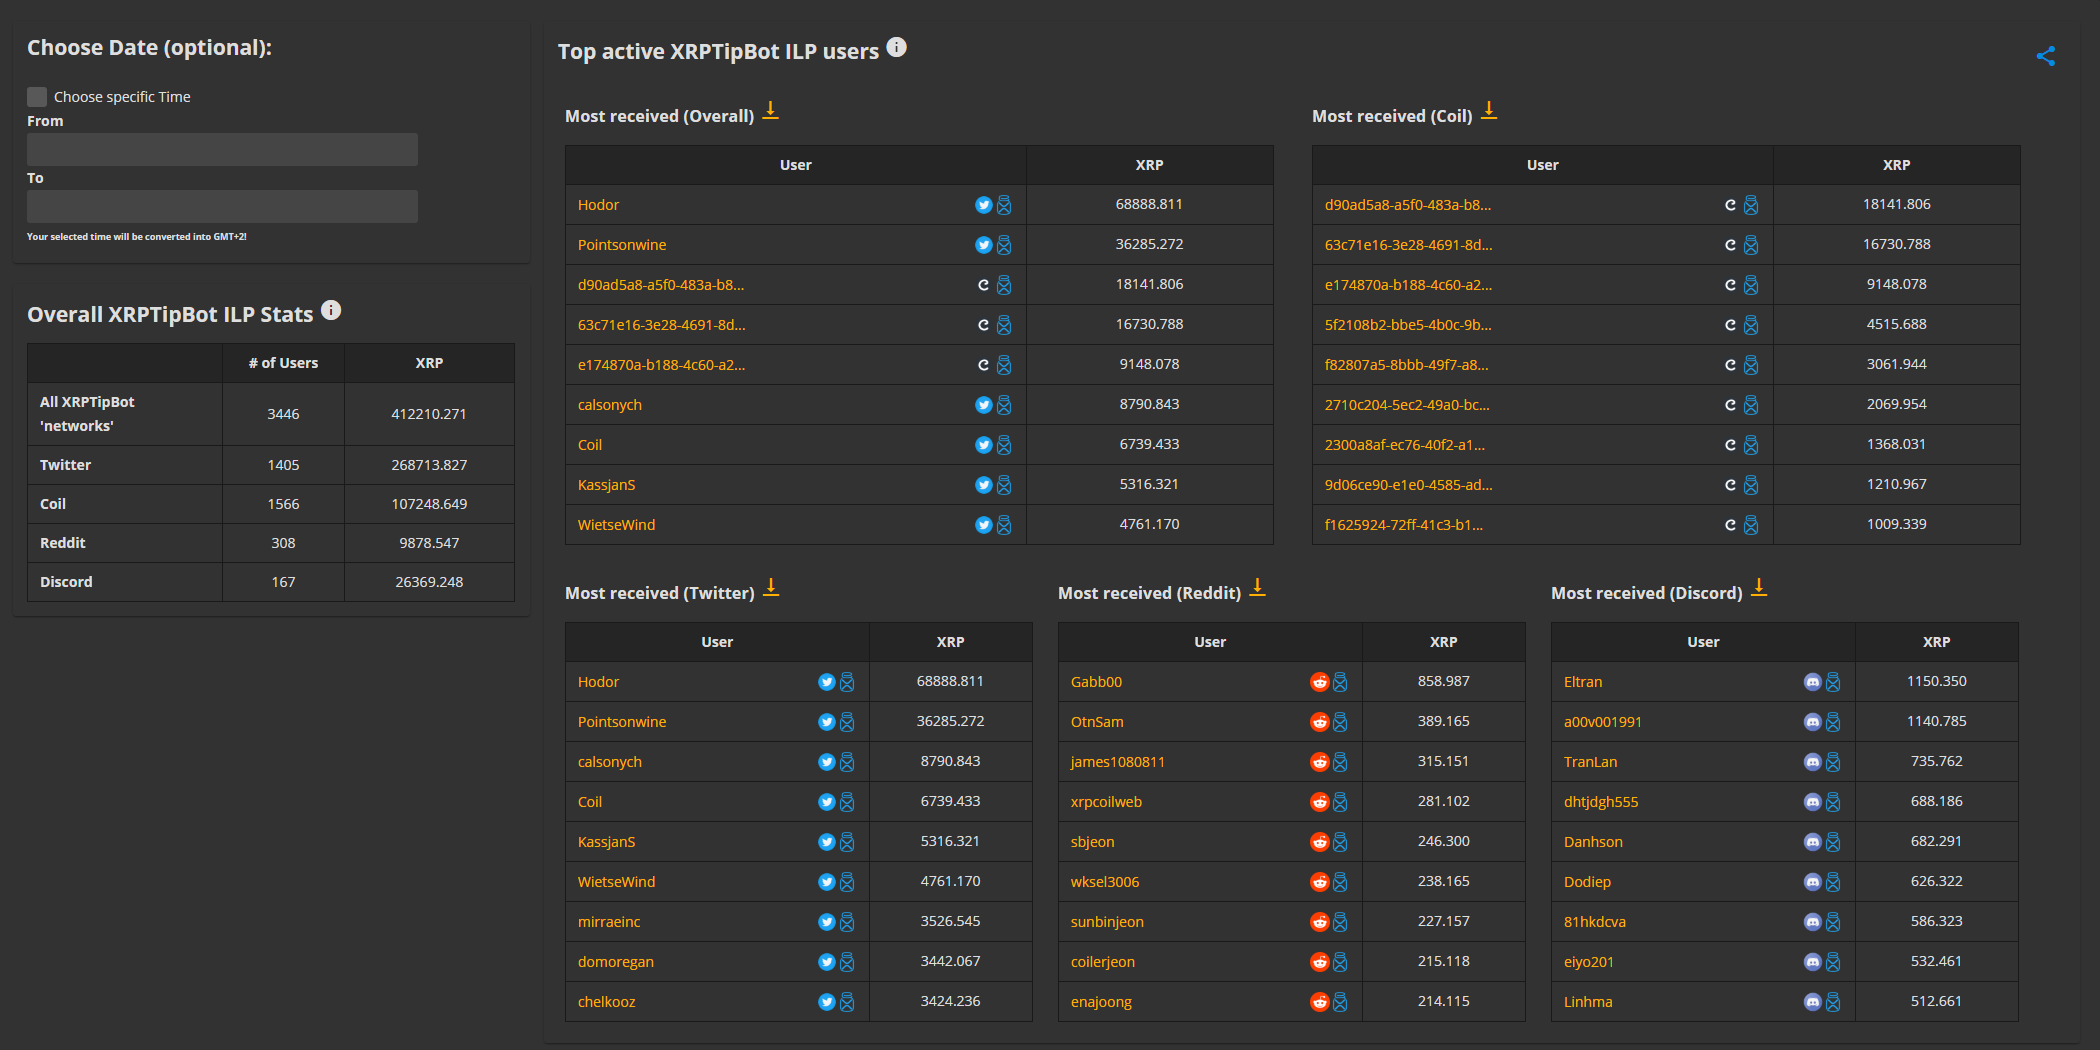 Choose Date (optional):
Choose specific Time
From
To
Your selected time will be converted into GMT+2!
Overall XRPTipBot ILP Stats
# of Users XRP
All XRPTipBot
'networks' 3446 412210.271
Twitter 1405 268713.827
Coil 1566 107248.649
Reddit 308 9878.547
Discord 167 26369.248
Top active XRPTipBot ILP users
Most received (Overall)
User XRP
Hodor 68888.811
Pointsonwine 36285.272
d90ad5a8-a5f0-483a-b8... 18141.806
63c71e16-3e28-4691-8d... 16730.788
e174870a-b188-4c60-a2... 9148.078
calsonych 8790.843
Coil 6739.433
KassjanS 5316.321
WietseWind 4761.170
Most received (Coil)
User XRP
d90ad5a8-a5f0-483a-b8... 18141.806
63c71e16-3e28-4691-8d... 16730.788
e174870a-b188-4c60-a2... 9148.078
5f2108b2-bbe5-4b0c-9b... 4515.688
f82807a5-8bbb-49f7-a8... 3061.944
2710c204-5ec2-49a0-bc... 2069.954
2300a8af-ec76-40f2-a1... 1368.031
9d06ce90-e1e0-4585-ad... 1210.967
f1625924-72ff-41c3-b1... 1009.339
Most received (Twitter)
User XRP
Hodor 68888.811
Pointsonwine 36285.272
calsonych 8790.843
Coil 6739.433
KassjanS 5316.321
WietseWind 4761.170
mirraeinc 3526.545
domoregan 3442.067
chelkooz 3424.236
Most received (Reddit)
User XRP
Gabb00 858.987
OtnSam 389.165
james1080811 315.151
xrpcoilweb 281.102
sbjeon 246.300
wksel3006 238.165
sunbinjeon 227.157
coilerjeon 215.118
enajoong 214.115
Most received (Discord)
User XRP
Eltran 1150.350
a00v001991 1140.785
TranLan 735.762
dhtjdgh555 688.186
Danhson 682.291
Dodiep 626.322
81hkdcva 586.323
eiyo201 532.461
Linhma 512.661